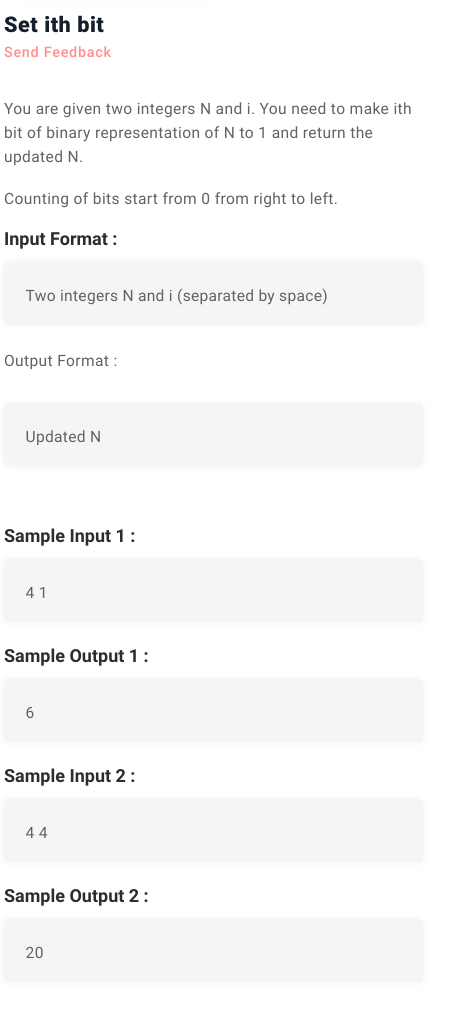 Set ith bit
Send Feedback
You are given two integers N and i. You need to make ith
bit of binary representation of N to 1 and return the
updated N.
Counting of bits start from 0 from right to left.
Input Format :
Two integers N and i (separated by space)
Output Format :
Updated N
Sample Input 1 :
4 1
Sample Output 1 :
6
Sample Input 2 :
4 4
Sample Output 2 :
20